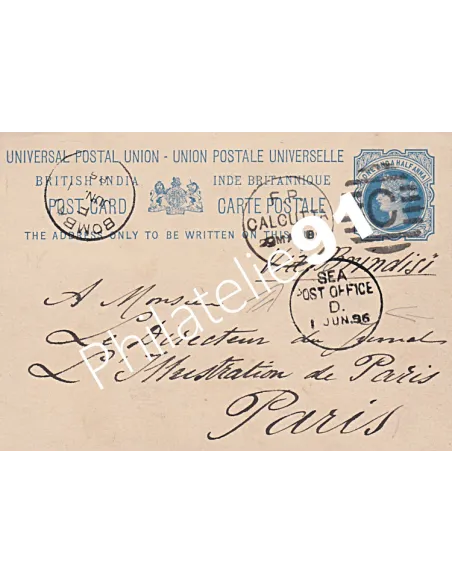 UNIVERSAL POSTAL UNION - UNION POSTALE UNIVERSELLE
BRITISH INDIA INDE BRITANNIQUE
POST CARD CARTE POSTALE
THE ADDRESS ONLY TO BE WRITTEN ON THIS
ONE AND A HALF ANNA
BOMBAY
CALCUTTA
C
Via Brindisi
SEA
POST OFFICE
D.
1 JUN.96
A Monsieur
Le Directeur du Journal
L'Illustration de Paris
Paris
Philatelie91